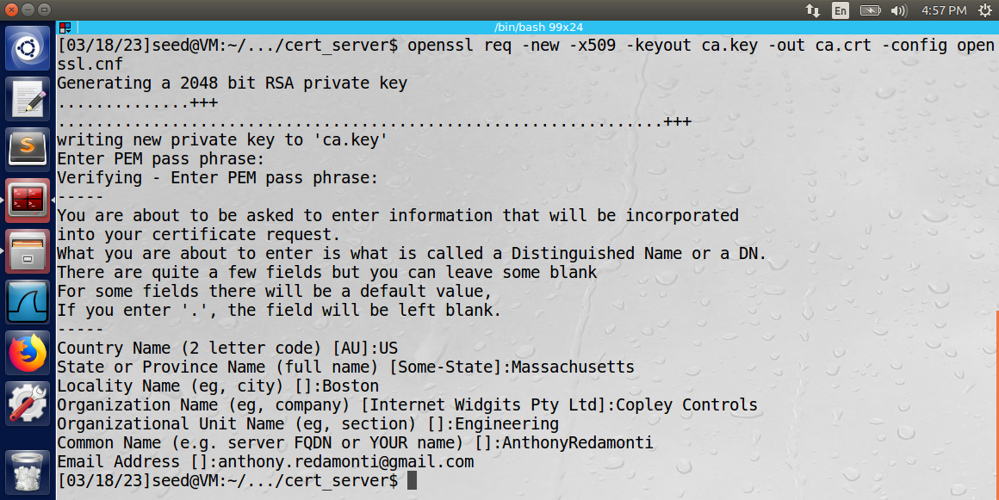 En
4:57 PM
/bin/bash 99x24
[03/18/23]seed@VM:~/.../cert_server$ openssl req -new -x509 -keyout ca.key -out ca.crt -config open
ssl.cnf
Generating a 2048 bit RSA private key
..............+++
................................................................+++
writing new private key to 'ca.key'
Enter PEM pass phrase:
Verifying - Enter PEM pass phrase:
-----
You are about to be asked to enter information that will be incorporated
into your certificate request.
What you are about to enter is what is called a Distinguished Name or a DN.
There are quite a few fields but you can leave some blank
For some fields there will be a default value,
If you enter '.', the field will be left blank.
-----
Country Name (2 letter code) [AU]:US
State or Province Name (full name) [Some-State]:Massachusetts
Locality Name (eg, city) []:Boston
Organization Name (eg, company) [Internet Widgits Pty Ltd]:Copley Controls
Organizational Unit Name (eg, section) []:Engineering
Common Name (e.g. server FQDN or YOUR name) []:AnthonyRedamonti
Email Address []:anthony.redamonti@gmail.com
[03/18/23]seed@VM:~/.../cert_server$